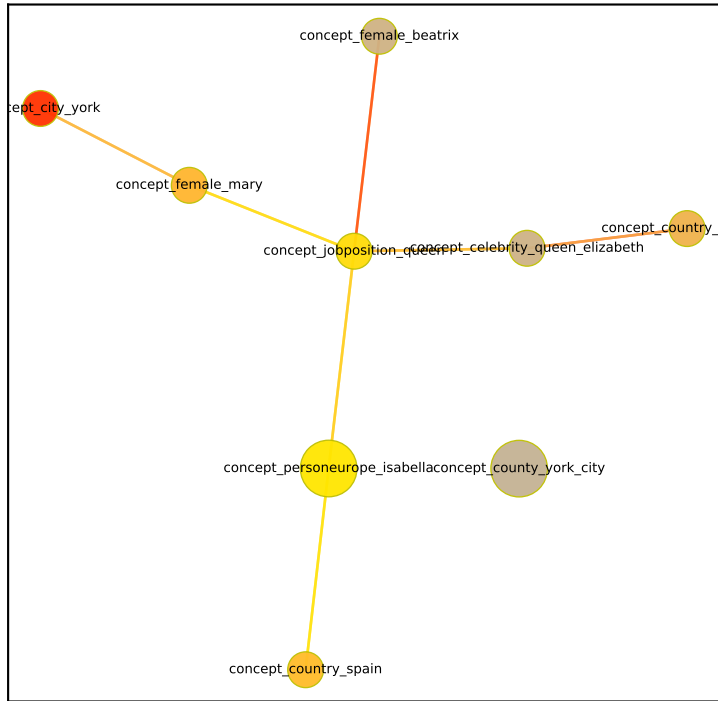 concept_female_beatrix
cept_city_york
concept_female_mary
concept_country_
concept_jobposition_queen
concept_celebrity_queen_elizabeth
concept_personeurope_isabella
concept_county_york_city
concept_country_spain